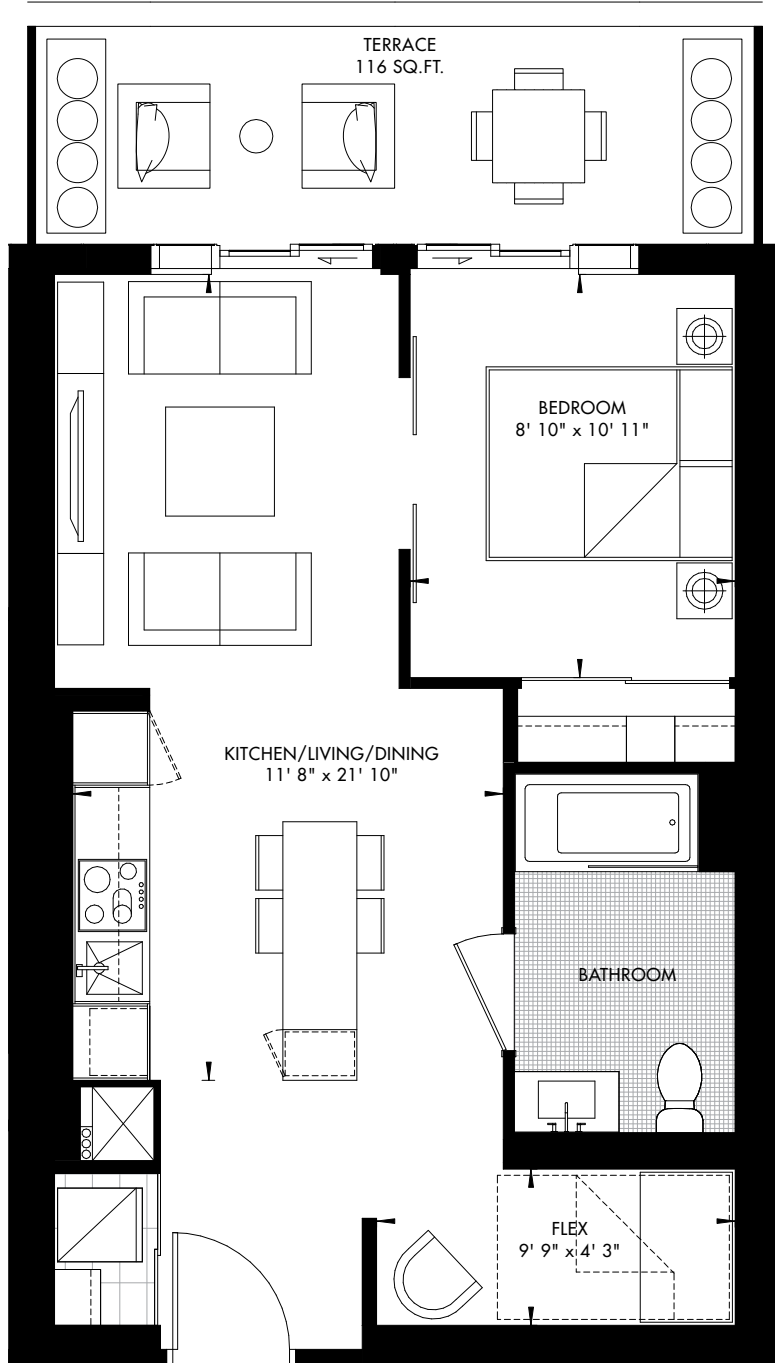 TERRACE
116 SQ.FT.
BEDROOM
8' 10" x 10' 11"
KITCHEN/LIVING/DINING
11' 8" x 21' 10"
BATHROOM
FLEX
9' 9" x 4' 3"